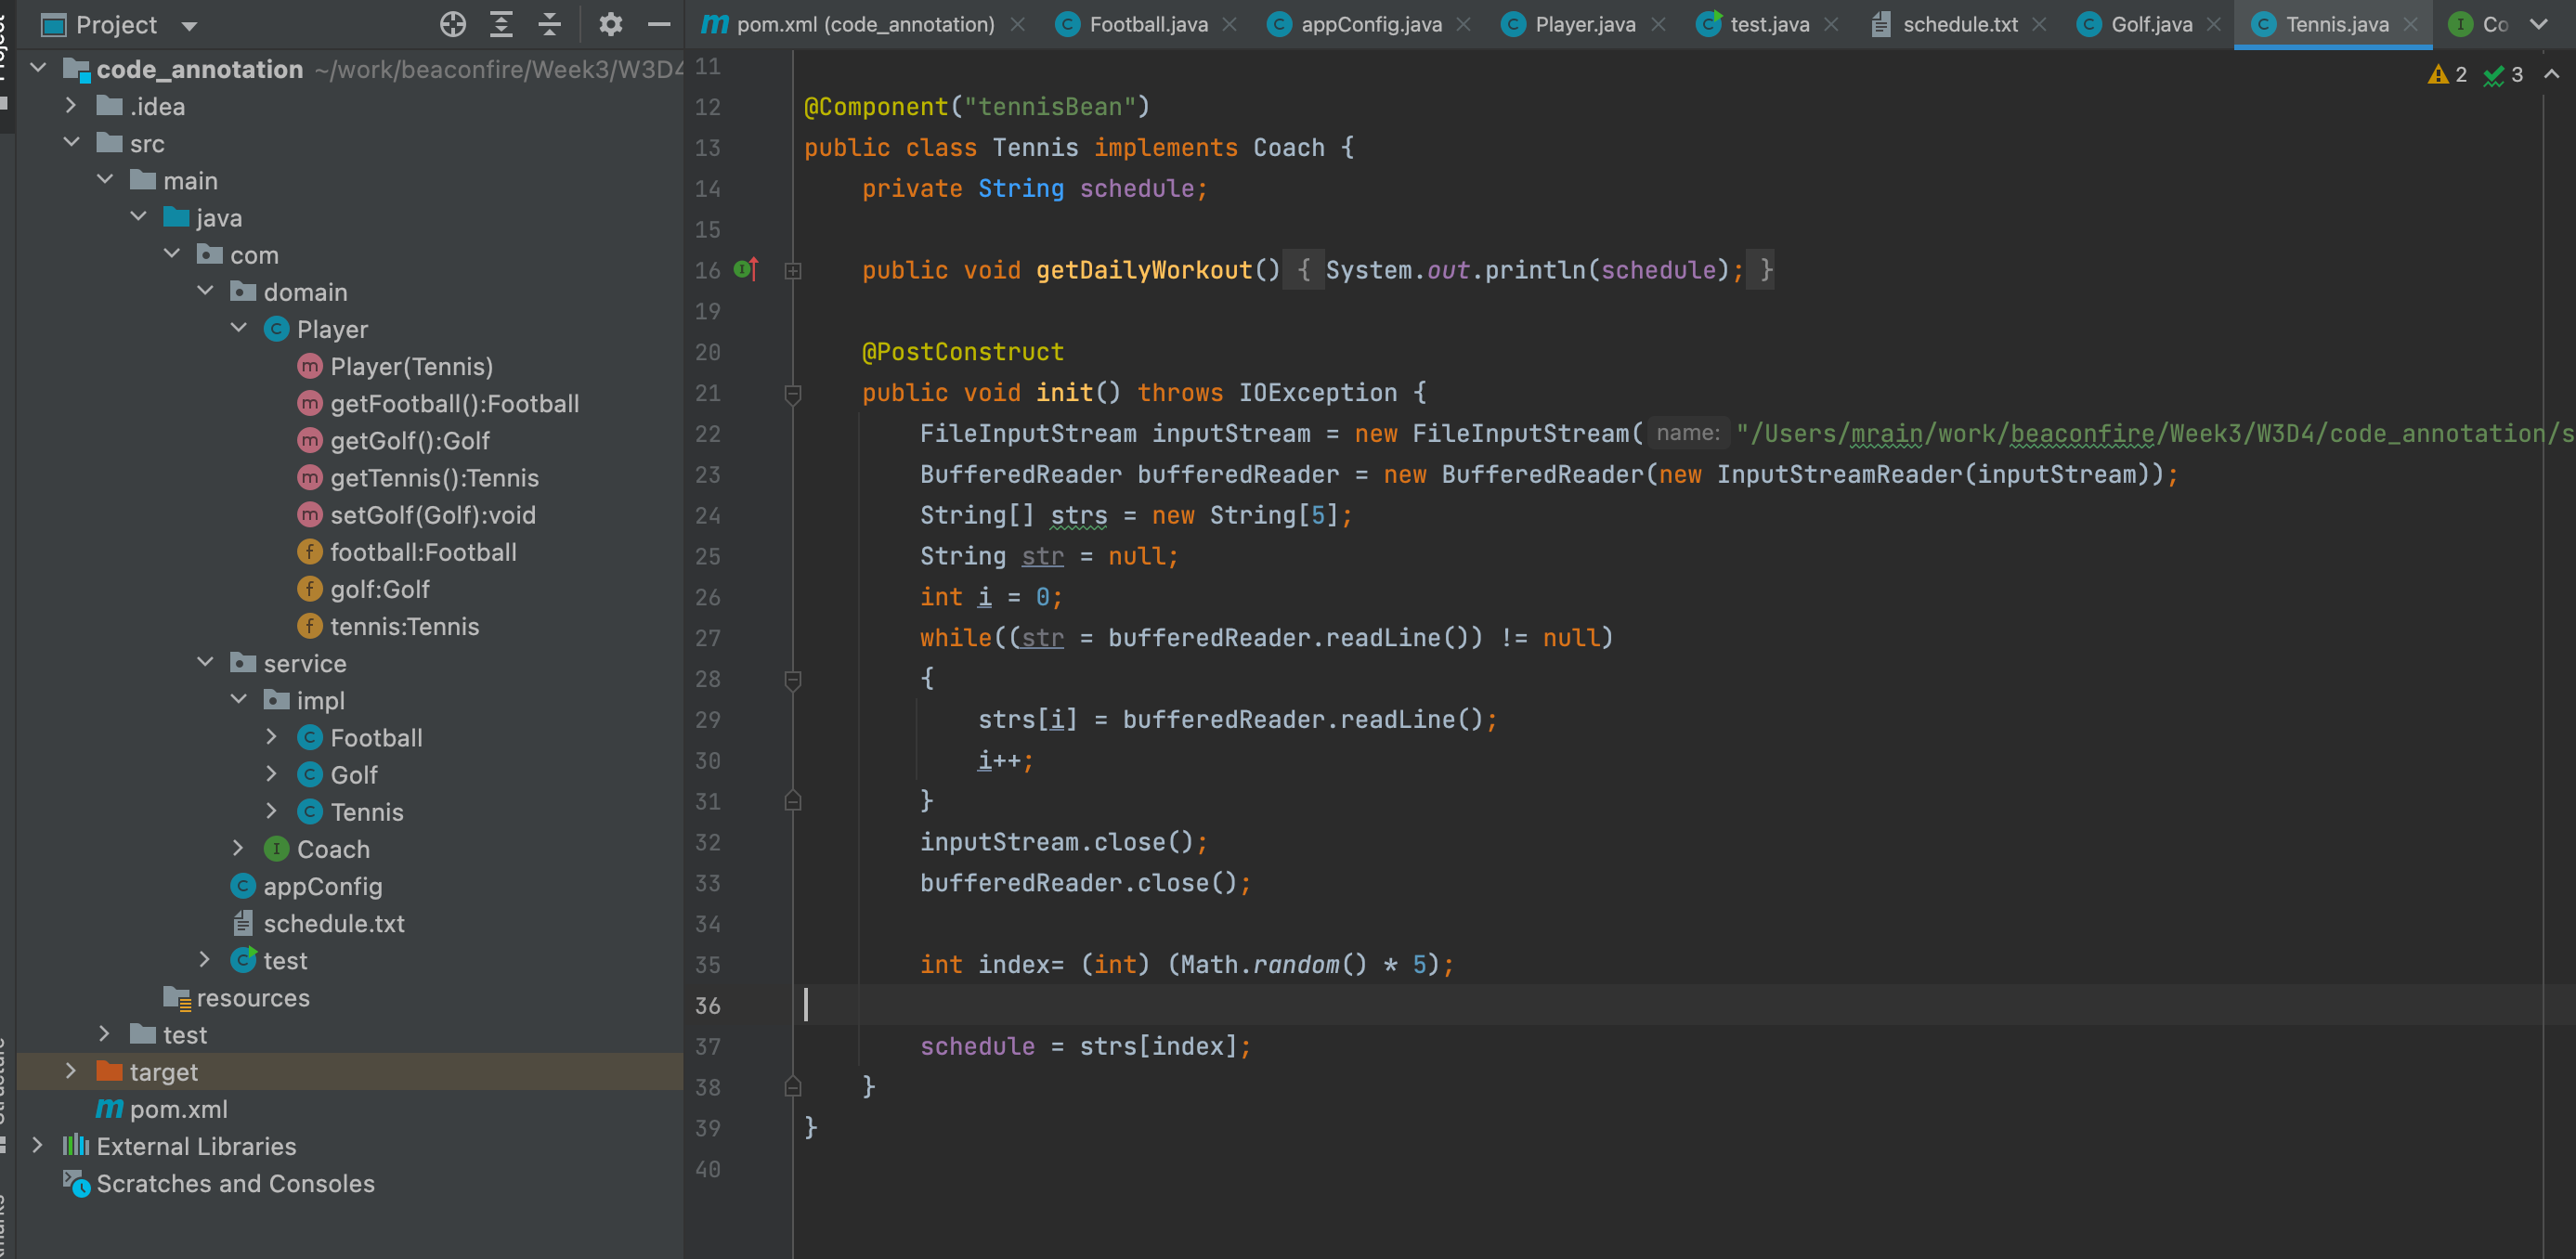 Project
pom.xml (code_annotation)
Football.java
appConfig.java
Player.java
test.java
schedule.txt
Golf.java
Tennis.java
Co
code_annotation ~/work/beaconfire/Week3/W3D4
.idea
src
main
java
com
domain
Player
Player(Tennis)
getFootball():Football
getGolf():Golf
getTennis():Tennis
setGolf(Golf):void
football:Football
golf:Golf
tennis:Tennis
service
impl
Football
Golf
Tennis
Coach
appConfig
schedule.txt
test
resources
test
target
pom.xml
External Libraries
Scratches and Consoles
2 3
11
12 @Component("tennisBean")
13 public class Tennis implements Coach {
14 private String schedule;
15
16 public void getDailyWorkout() { System.out.println(schedule); }
19
20 @PostConstruct
21 public void init() throws IOException {
22 FileInputStream inputStream = new FileInputStream( name: "/Users/mrain/work/beaconfire/Week3/W3D4/code_annotation/s
23 BufferedReader bufferedReader = new BufferedReader(new InputStreamReader(inputStream));
24 String[] strs = new String[5];
25 String str = null;
26 int i = 0;
27 while((str = bufferedReader.readLine()) != null)
28 {
29 strs[i] = bufferedReader.readLine();
30 i++;
31 }
32 inputStream.close();
33 bufferedReader.close();
34
35 int index= (int) (Math.random() * 5);
36
37 schedule = strs[index];
38 }
39 }
40